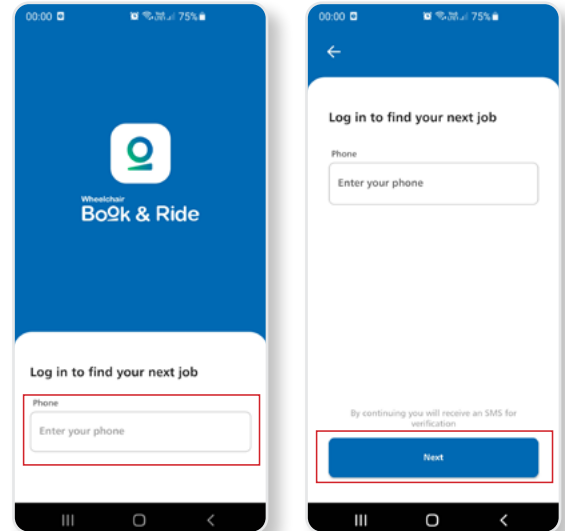 00:00 75%
Wheelchair
Book & Ride
Log in to find your next job
Phone
Enter your phone
00:00 75%
Log in to find your next job
Phone
Enter your phone
By continuing you will receive an SMS for
verification
Next